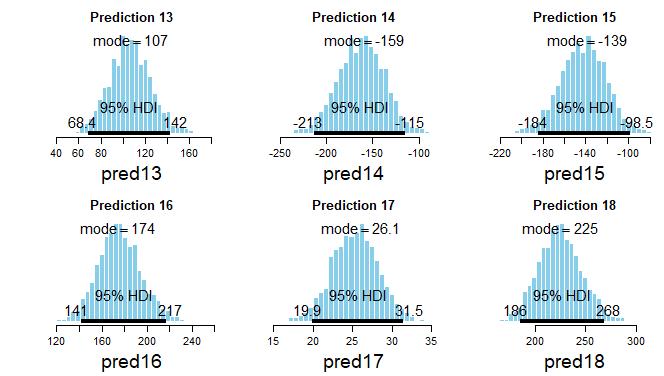 Prediction 13
mode = 107
95% HDI
68.4 142
40 60 80 120 160
pred13
Prediction 14
mode = -159
95% HDI
-213 -115
-250 -200 -150 -100
pred14
Prediction 15
mode = -139
95% HDI
-184 -98.5
-220 -180 -140 -100
pred15
Prediction 16
mode = 174
95% HDI
141 217
120 160 200 240
pred16
Prediction 17
mode = 26.1
95% HDI
19.9 31.5
15 20 25 30 35
pred17
Prediction 18
mode = 225
95% HDI
186 268
200 250 300
pred18